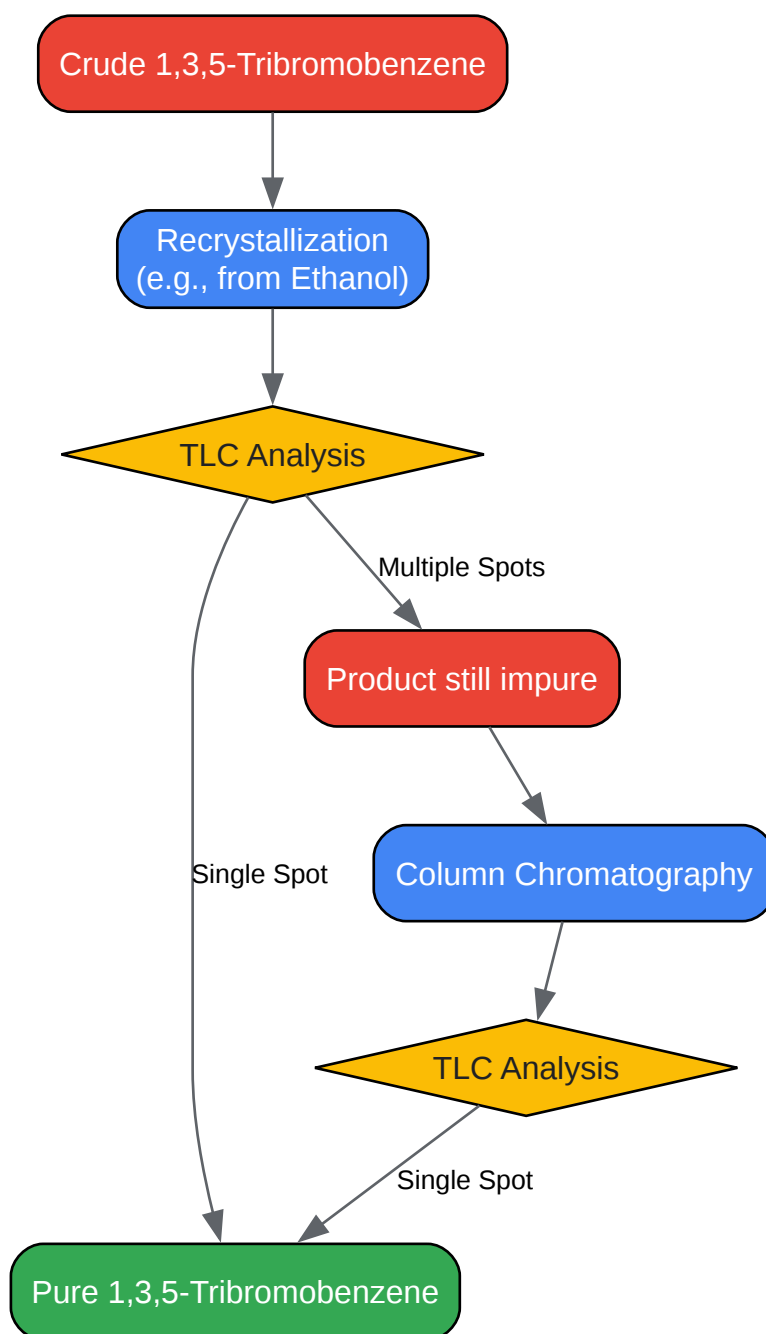 Crude 1,3,5-Tribromobenzene
Recrystallization
(e.g., from Ethanol)
TLC Analysis
Multiple Spots
Product still impure
Single Spot
Column Chromatography
TLC Analysis
Single Spot
Pure 1,3,5-Tribromobenzene